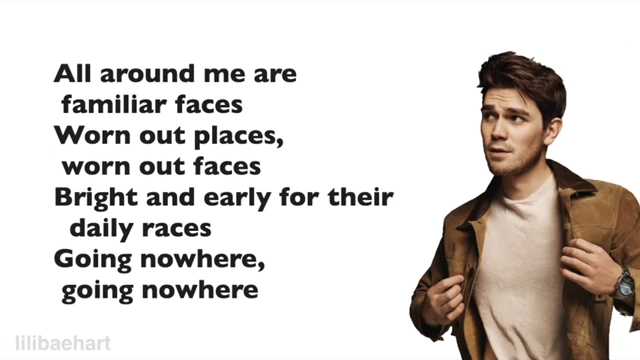 All around me are
familiar faces
Worn out places,
worn out faces
Bright and early for their
daily races
Going nowhere,
going nowhere
lilibaehart